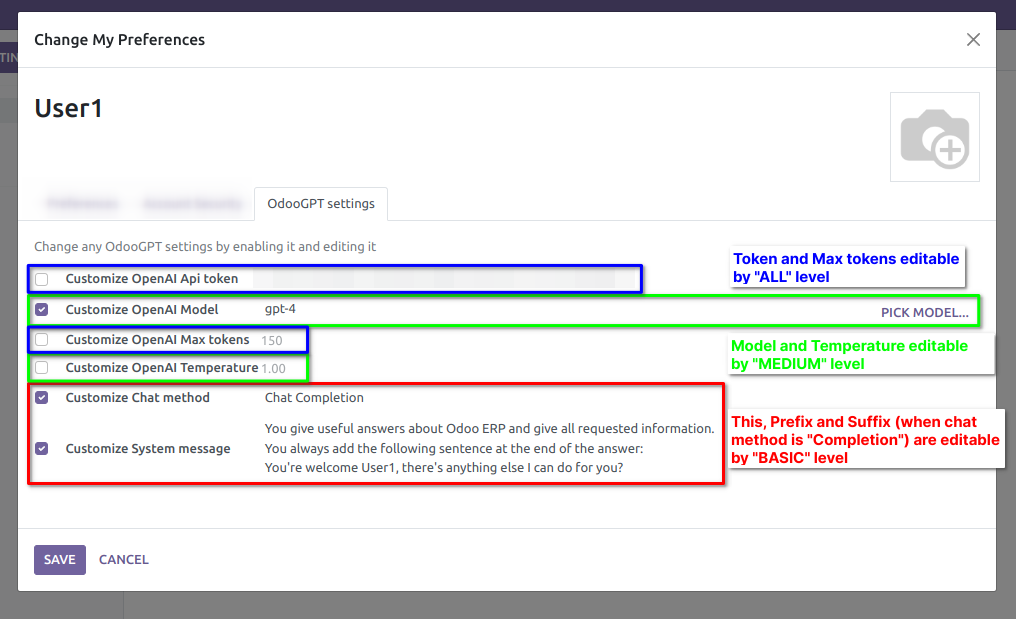 Change My Preferences
TIN
User1
OdooGPT settings
Change any OdooGPT settings by enabling it and editing it
Customize OpenAI Api token
Token and Max tokens editable
by "ALL" level
Customize OpenAI Model gpt-4 PICK MODEL...
Customize OpenAI Max tokens 150
Model and Temperature editable
by "MEDIUM" level
Customize OpenAI Temperature 1.00
Customize Chat method Chat Completion
This, Prefix and Suffix (when chat
method is "Completion") are editable
by "BASIC" level
Customize System message
You give useful answers about Odoo ERP and give all requested information.
You always add the following sentence at the end of the answer:
You're welcome User1, there's anything else I can do for you?
SAVE CANCEL